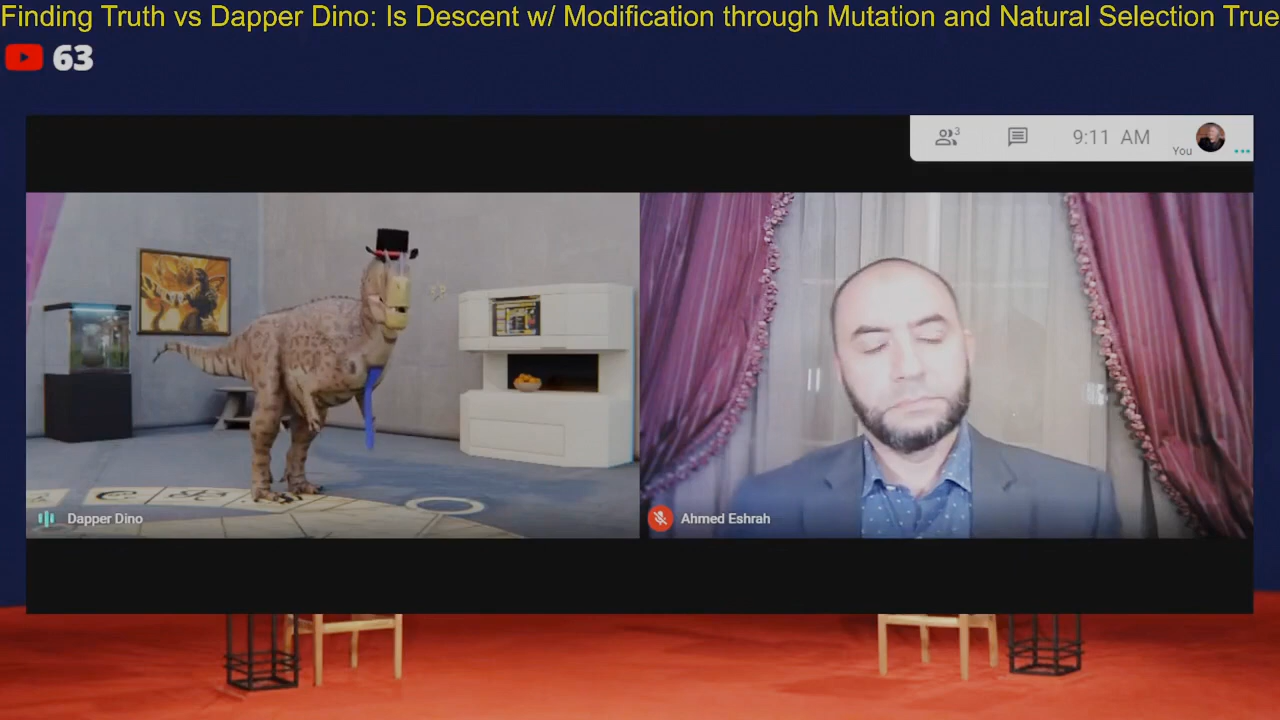 Finding Truth vs Dapper Dino: Is Descent w/ Modification through Mutation and Natural Selection True
63
3
9:11 AM
You
Dapper Dino
Ahmed Eshrah